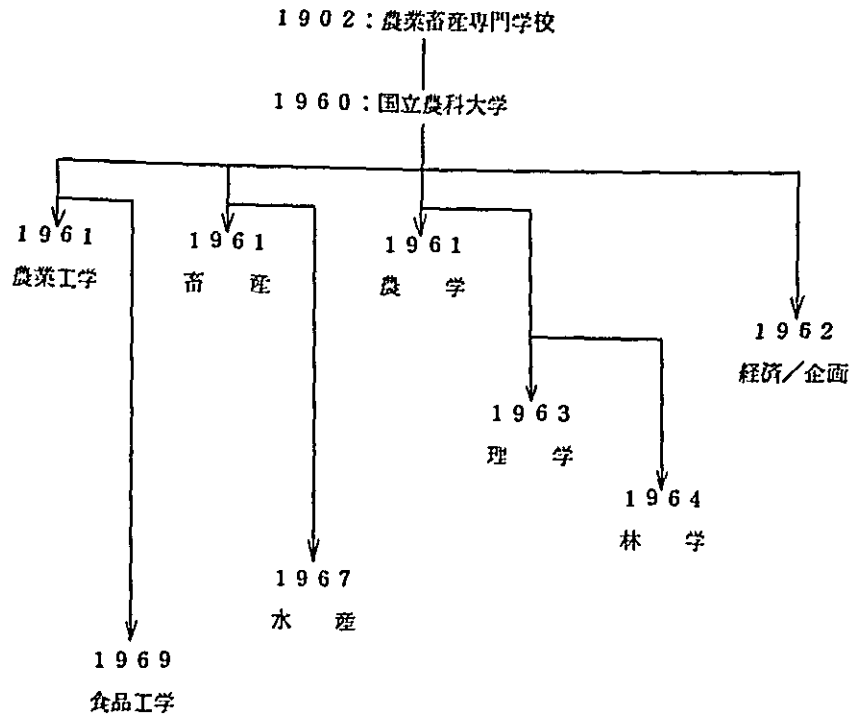 1902:農業畜産専門学校
1960:国立農科大学
1961
農業工学
1961
畜 産
1961
農 学
1962
経済/企画
1963
理 学
1964
林 学
1967
水 産
1969
食品工学